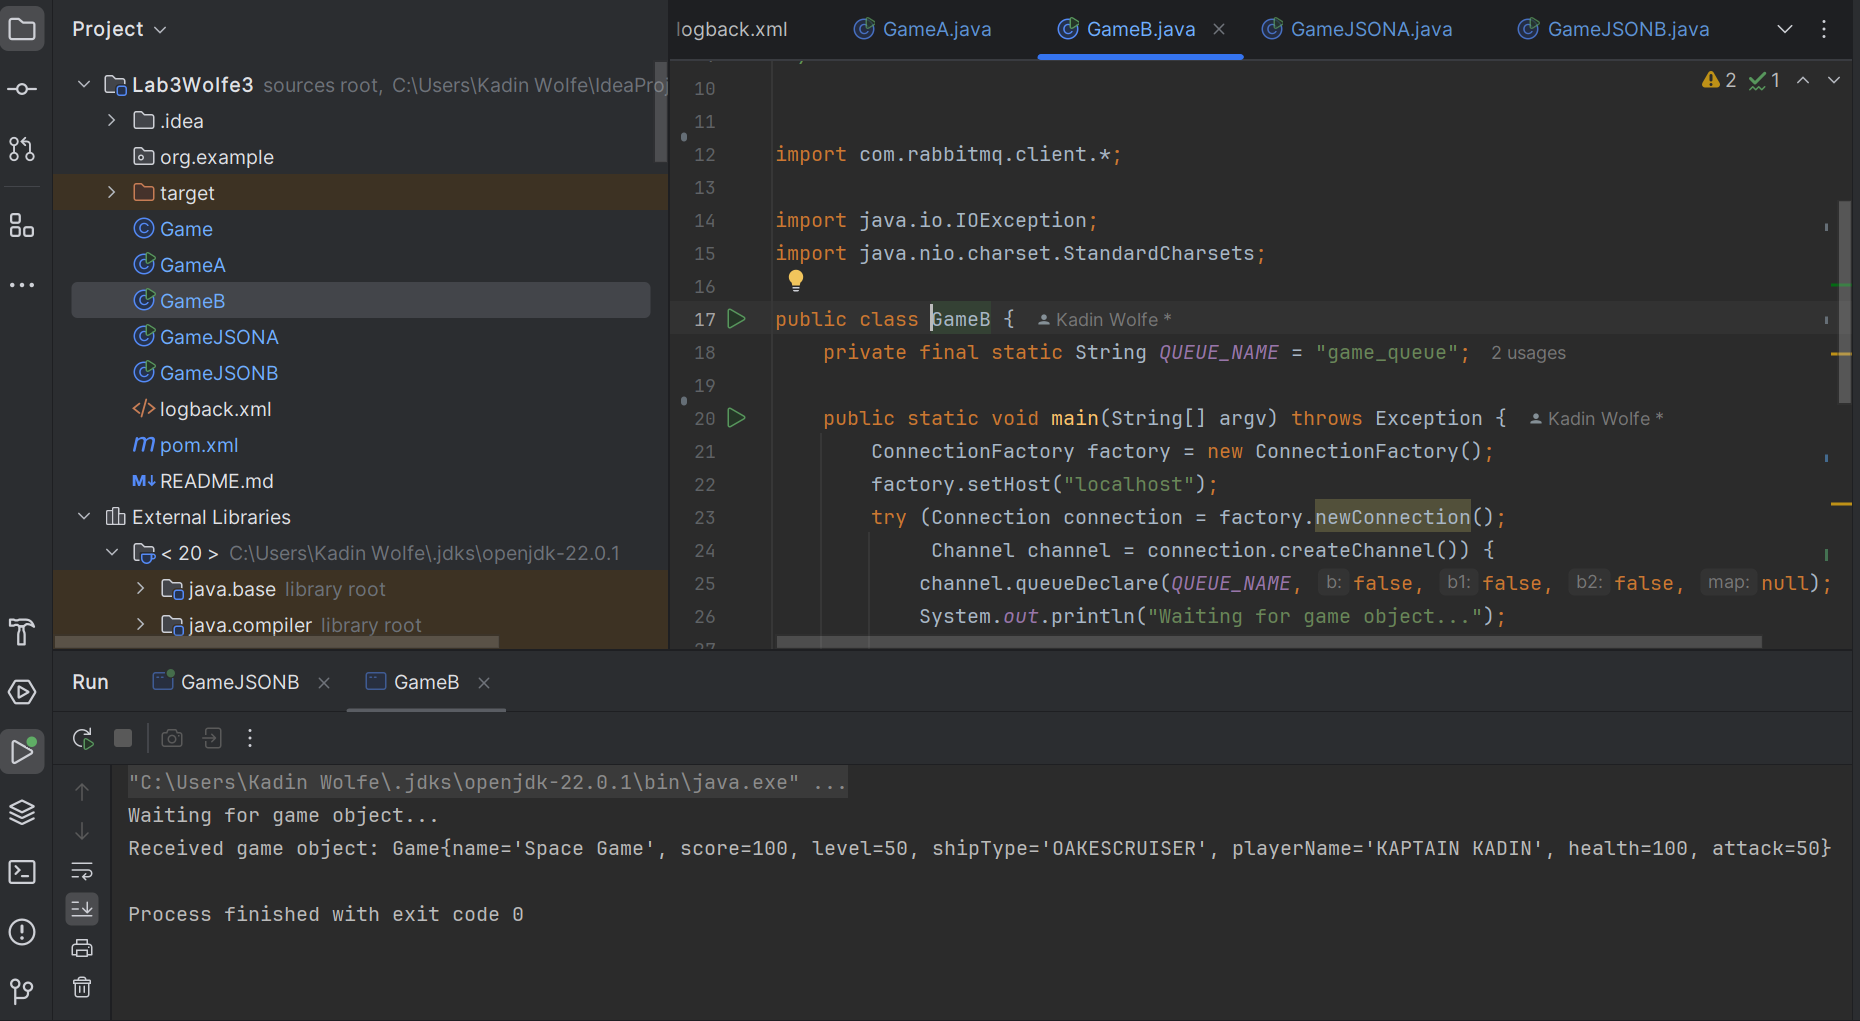 Project
Lab3Wolfe3 sources root, C:\Users\Kadin Wolfe\IdeaProj
.idea
org.example
target
Game
GameA
GameB
GameJSONA
GameJSONB
logback.xml
m pom.xml
M↓ README.md
External Libraries
< 20 > C:\Users\Kadin Wolfe\.jdks\openjdk-22.0.1
java.base library root
java.compiler library root
logback.xml GameA.java GameB.java GameJSONA.java GameJSONB.java
2 1
10
11
12 import com.rabbitmq.client.*;
13
14 import java.io.IOException;
15 import java.nio.charset.StandardCharsets;
16
17 public class GameB { Kadin Wolfe *
18 private final static String QUEUE_NAME = "game_queue"; 2 usages
19
20 public static void main(String[] argv) throws Exception { Kadin Wolfe *
21 ConnectionFactory factory = new ConnectionFactory();
22 factory.setHost("localhost");
23 try (Connection connection = factory.newConnection();
24 Channel channel = connection.createChannel()) {
25 channel.queueDeclare(QUEUE_NAME, b: false, b1: false, b2: false, map: null);
26 System.out.println("Waiting for game object...");
27
Run GameJSONB GameB
"C:\Users\Kadin Wolfe\.jdks\openjdk-22.0.1\bin\java.exe" ...
Waiting for game object...
Received game object: Game{name='Space Game', score=100, level=50, shipType='OAKESCRUISER', playerName='KAPTAIN KADIN', health=100, attack=50}
Process finished with exit code 0